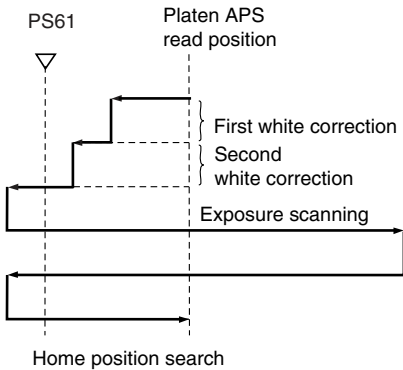 PS61
Platen APS
read position
First white correction
Second
white correction
Exposure scanning
Home position search